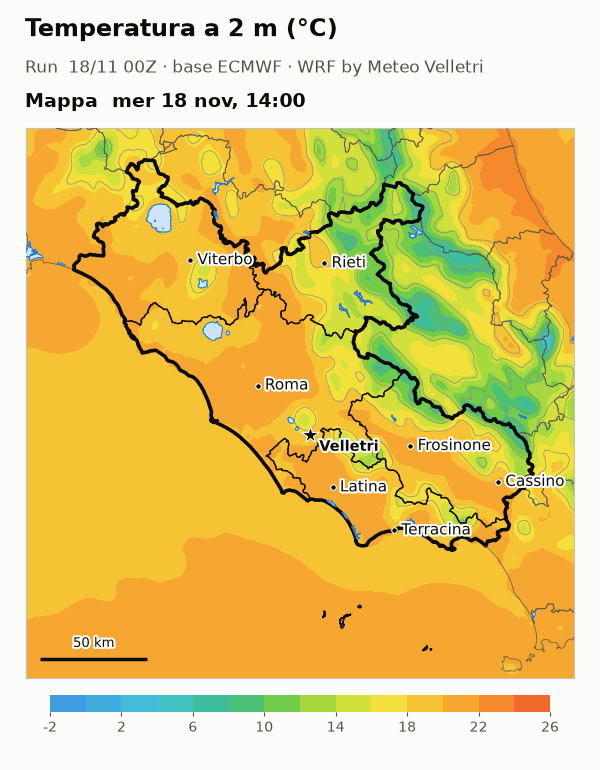 Temperatura a 2 m (°C)
Run 18/11 00Z · base ECMWF · WRF by Meteo Velletri
Mappa mer 18 nov, 14:00
Viterbo
Rieti
Roma
Velletri
Frosinone
Cassino
Latina
Terracina
50 km
-2 2 6 10 14 18 22 26